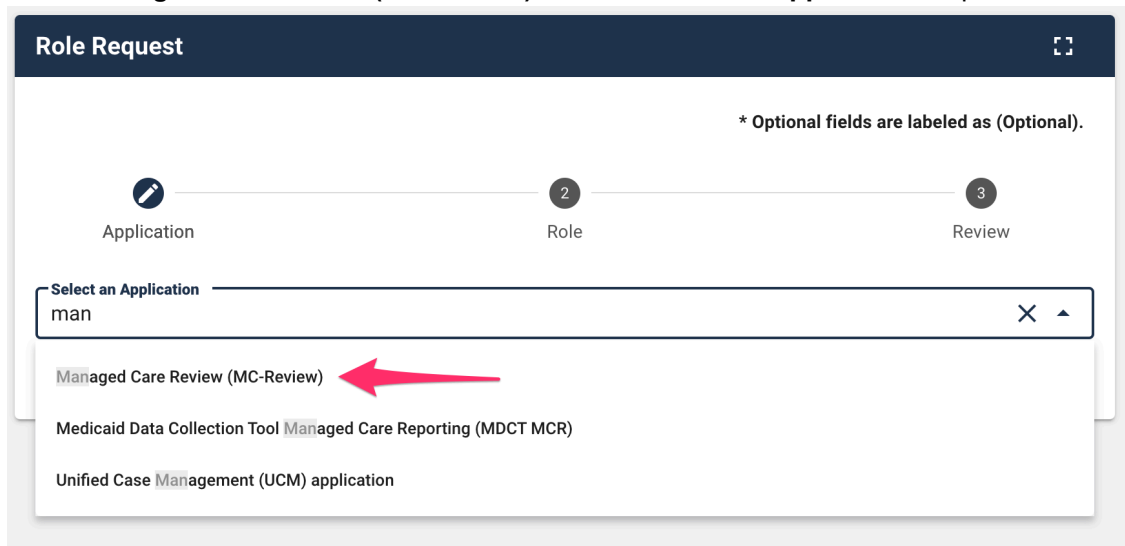 Role Request
* Optional fields are labeled as (Optional).
2
3
Application
Role
Review
Select an Application
man
Managed Care Review (MC-Review)
Medicaid Data Collection Tool Managed Care Reporting (MDCT MCR)
Unified Case Management (UCM) application